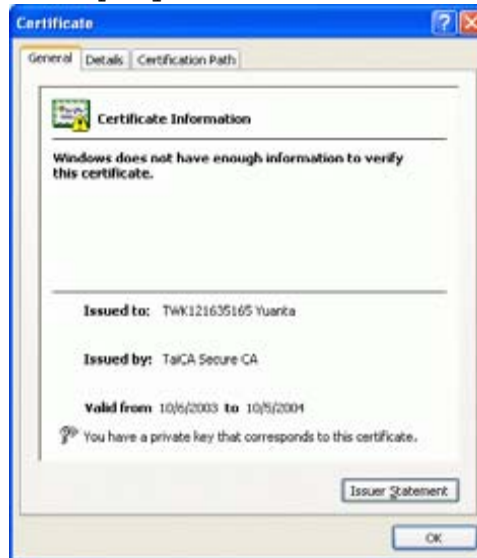 Certificate
General Details Certification Path
Certificate Information
Windows does not have enough information to verify
this certificate.
Issued to: TWK121635165 Yuanta
Issued by: TaiCA Secure CA
Valid from 10/6/2003 to 10/5/2004
You have a private key that corresponds to this certificate.
Issuer Statement
OK